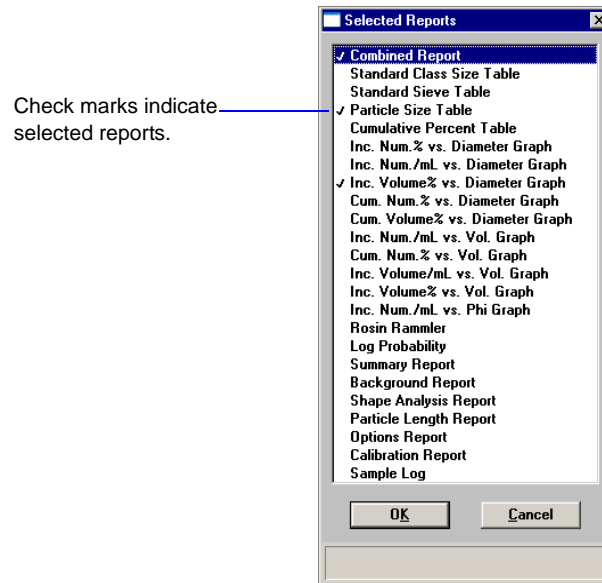 Selected Reports
✓ Combined Report
Standard Class Size Table
Standard Sieve Table
✓ Particle Size Table
Cumulative Percent Table
Inc. Num.% vs. Diameter Graph
Inc. Num./mL vs. Diameter Graph
✓ Inc. Volume% vs. Diameter Graph
Cum. Num.% vs. Diameter Graph
Cum. Volume% vs. Diameter Graph
Inc. Num./mL vs. Vol. Graph
Cum. Num.% vs. Vol. Graph
Inc. Volume/mL vs. Vol. Graph
Inc. Volume% vs. Vol. Graph
Inc. Num./mL vs. Phi Graph
Rosin Rammler
Log Probability
Summary Report
Background Report
Shape Analysis Report
Particle Length Report
Options Report
Calibration Report
Sample Log
OK
Cancel
Check marks indicate
selected reports.